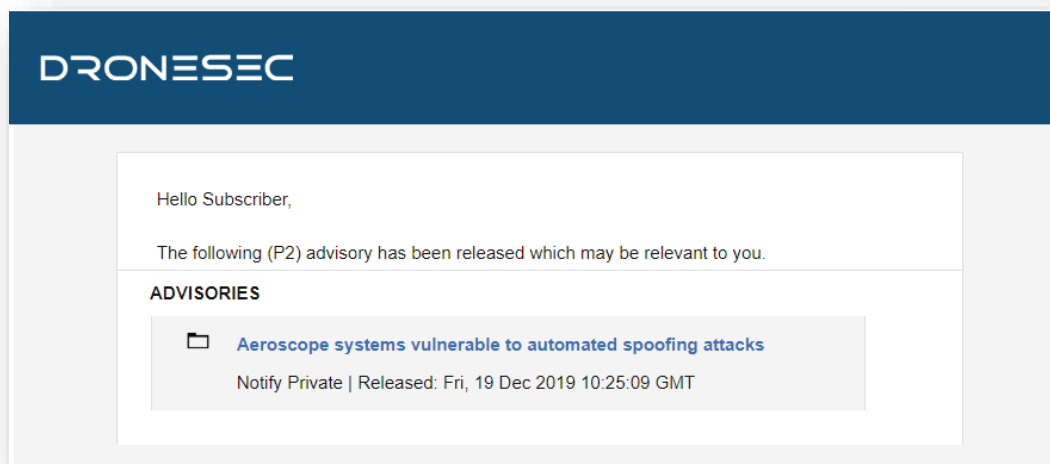 DRONESEC
Hello Subscriber,
The following (P2) advisory has been released which may be relevant to you.
ADVISORIES
Aeroscope systems vulnerable to automated spoofing attacks
Notify Private | Released: Fri, 19 Dec 2019 10:25:09 GMT